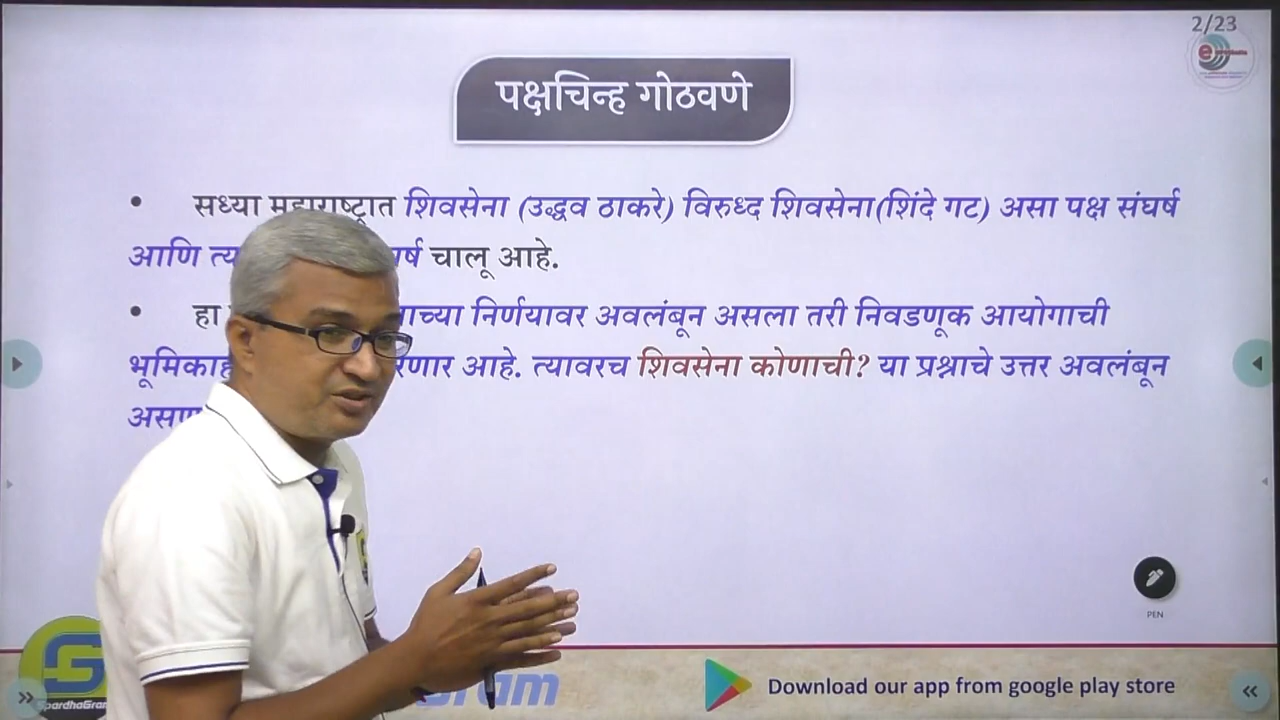 2/23
पक्षचिन्ह गोठवणे
• सध्या महाराष्ट्रात शिवसेना (उद्धव ठाकरे) विरुध्द शिवसेना(शिंदे गट) असा पक्ष संघर्ष
आणि चालू आहे.
• हा निर्णयावर अवलंबून असला तरी निवडणूक आयोगाची
आहे. त्यावरच शिवसेना कोणाची? या प्रश्नाचे उत्तर अवलंबून
PEN
Download our app from google play store